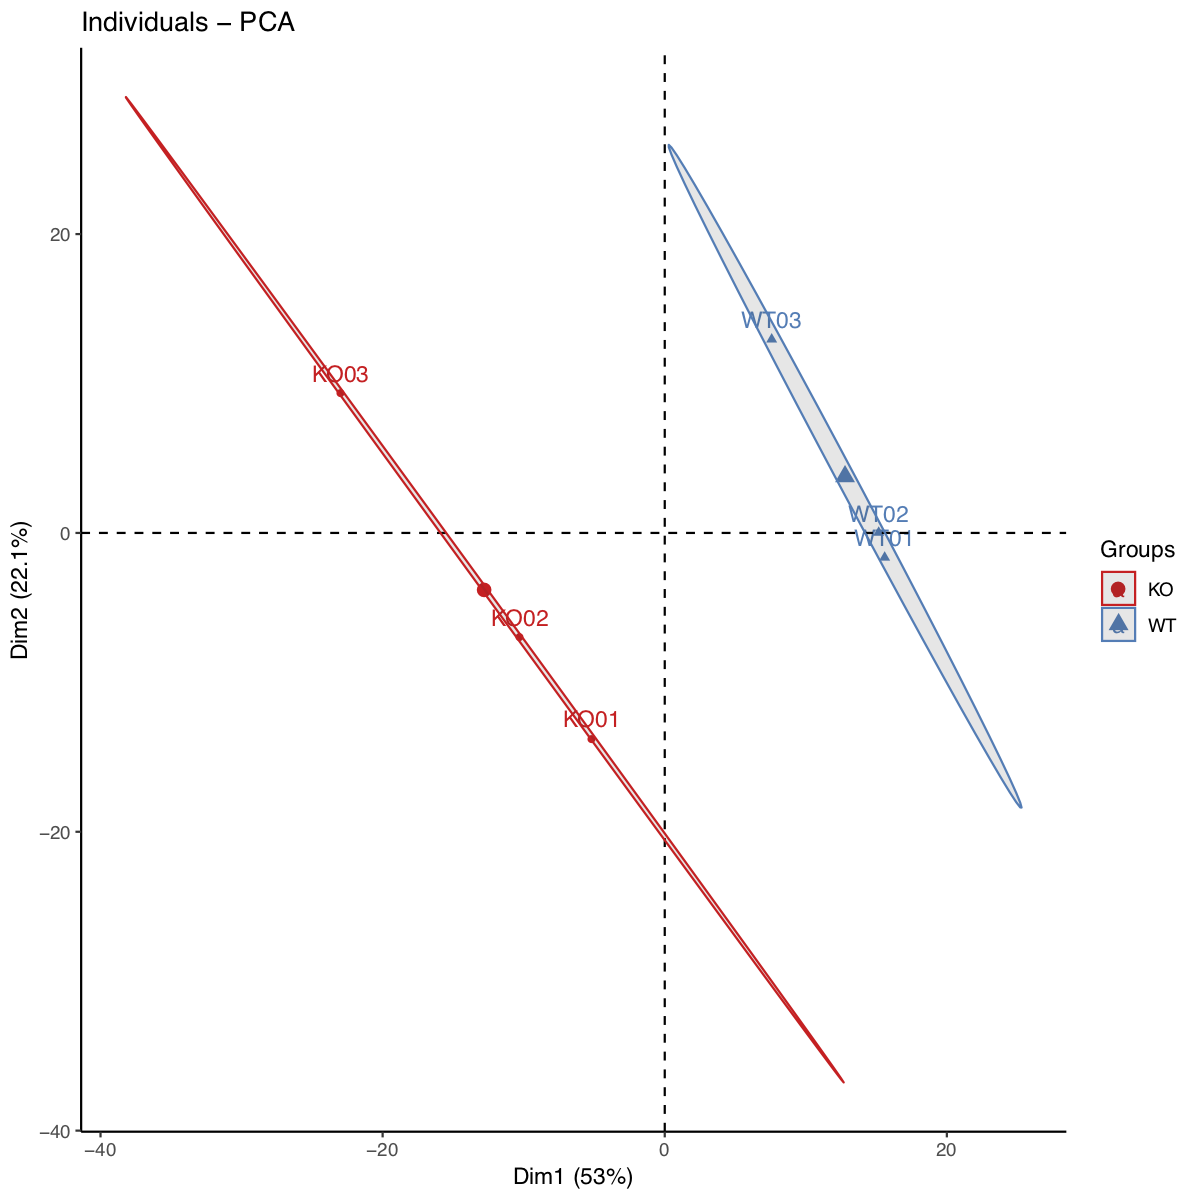 Individuals – PCA
20
0
−20
−40
−40
−20
0
20
Dim1 (53%)
Dim2 (22.1%)
WT03
KO03
WT02
WT01
KO02
KO01
Groups
KO
WT